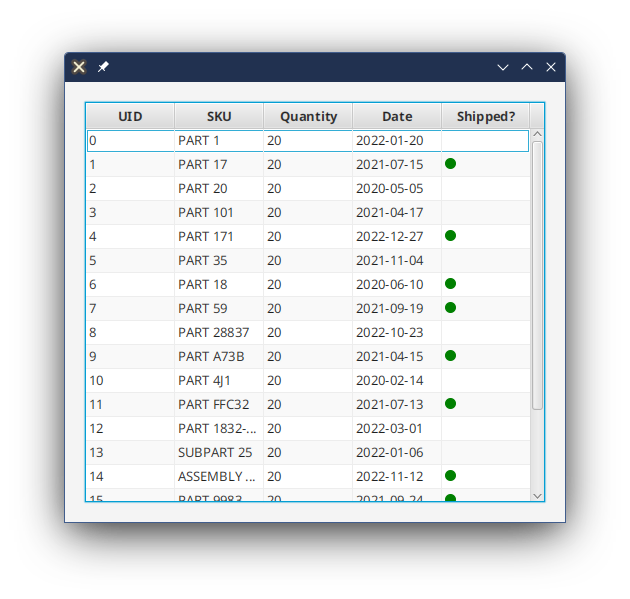 UID SKU Quantity Date Shipped?
0 PART 1 20 2022-01-20
1 PART 17 20 2021-07-15
2 PART 20 20 2020-05-05
3 PART 101 20 2021-04-17
4 PART 171 20 2022-12-27
5 PART 35 20 2021-11-04
6 PART 18 20 2020-06-10
7 PART 59 20 2021-09-19
8 PART 28837 20 2022-10-23
9 PART A73B 20 2021-04-15
10 PART 4J1 20 2020-02-14
11 PART FFC32 20 2021-07-13
12 PART 1832-... 20 2022-03-01
13 SUBPART 25 20 2022-01-06
14 ASSEMBLY ... 20 2022-11-12
15 PART 9983 20 2021-09-24